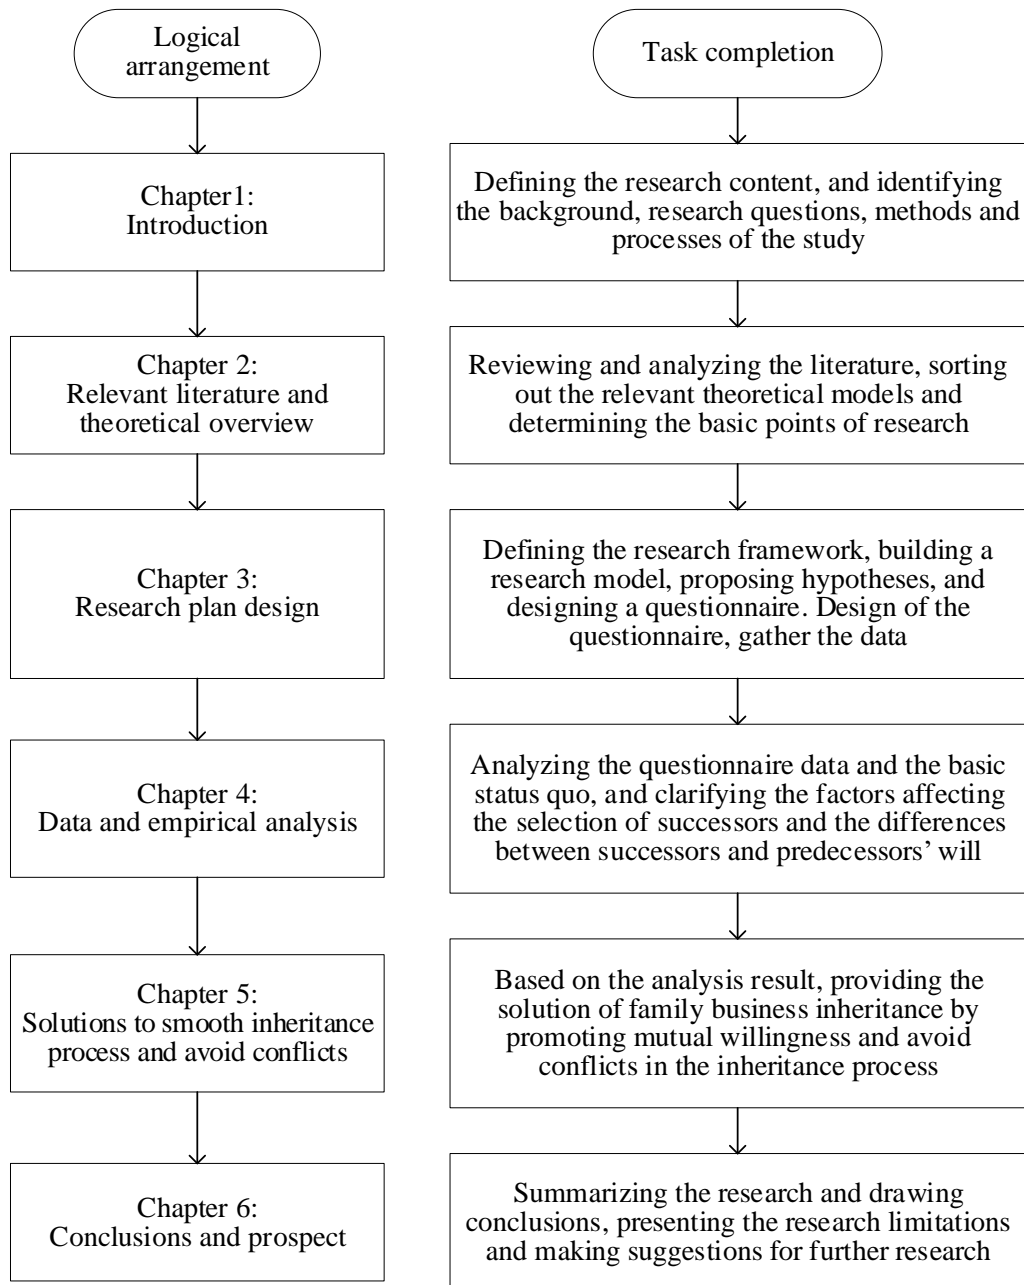 Logical
arrangement
Task completion
Chapter1:
Introduction
Defining the research content, and identifying
the background, research questions, methods and
processes of the study
Chapter 2:
Relevant literature and
theoretical overview
Reviewing and analyzing the literature, sorting
out the relevant theoretical models and
determining the basic points of research
Chapter 3:
Research plan design
Defining the research framework, building a
research model, proposing hypotheses, and
designing a questionnaire. Design of the
questionnaire, gather the data
Chapter 4:
Data and empirical analysis
Analyzing the questionnaire data and the basic
status quo, and clarifying the factors affecting
the selection of successors and the differences
between successors and predecessors’ will
Chapter 5:
Solutions to smooth inheritance
process and avoid conflicts
Based on the analysis result, providing the
solution of family business inheritance by
promoting mutual willingness and avoid
conflicts in the inheritance process
Chapter 6:
Conclusions and prospect
Summarizing the research and drawing
conclusions, presenting the research limitations
and making suggestions for further research